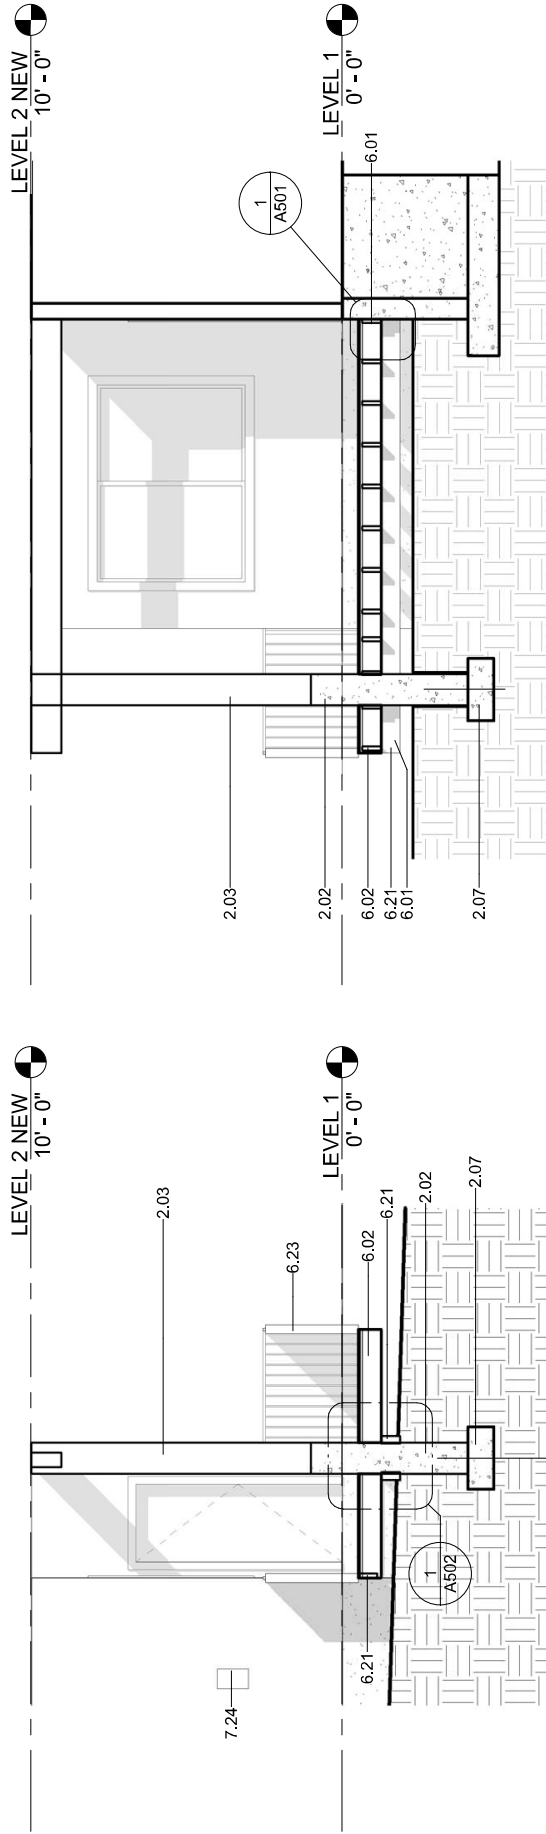 LEVEL 2 NEW
10' - 0"
LEVEL 1
0' - 0"
1
A501
6.01
2.03
2.02
6.02
6.21
6.01
2.07
LEVEL 2 NEW
10' - 0"
LEVEL 1
0' - 0"
2.03
6.23
6.02
6.21
2.02
2.07
1
A502
6.21
7.24